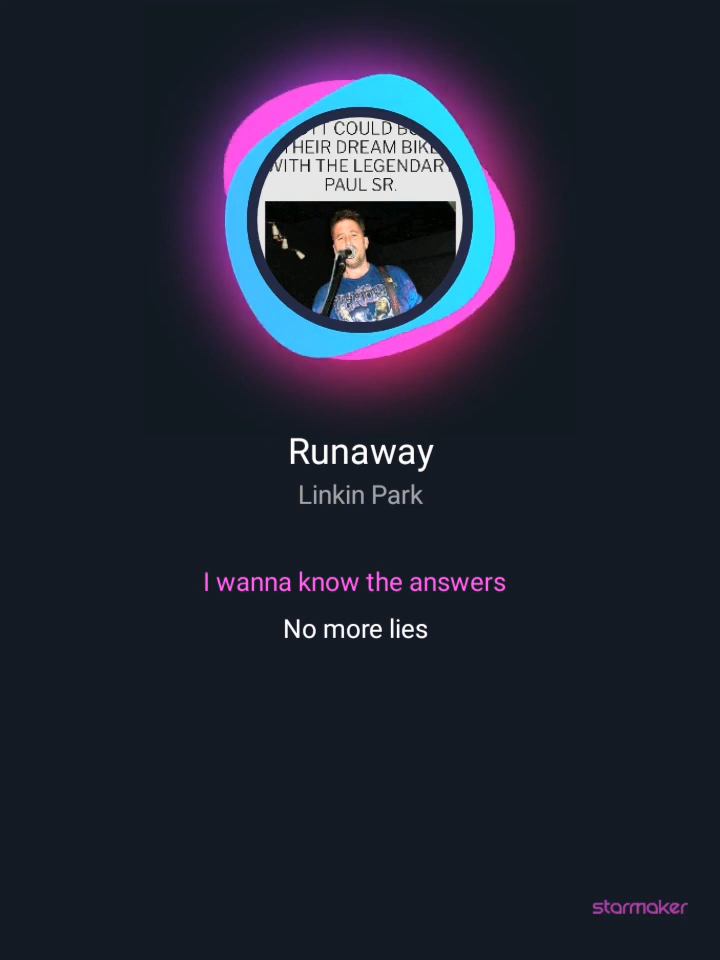 COULD
THEIR DREAM BIKE
WITH THE LEGENDARY
PAUL SR.
Runaway
Linkin Park
I wanna know the answers
No more lies
starmaker